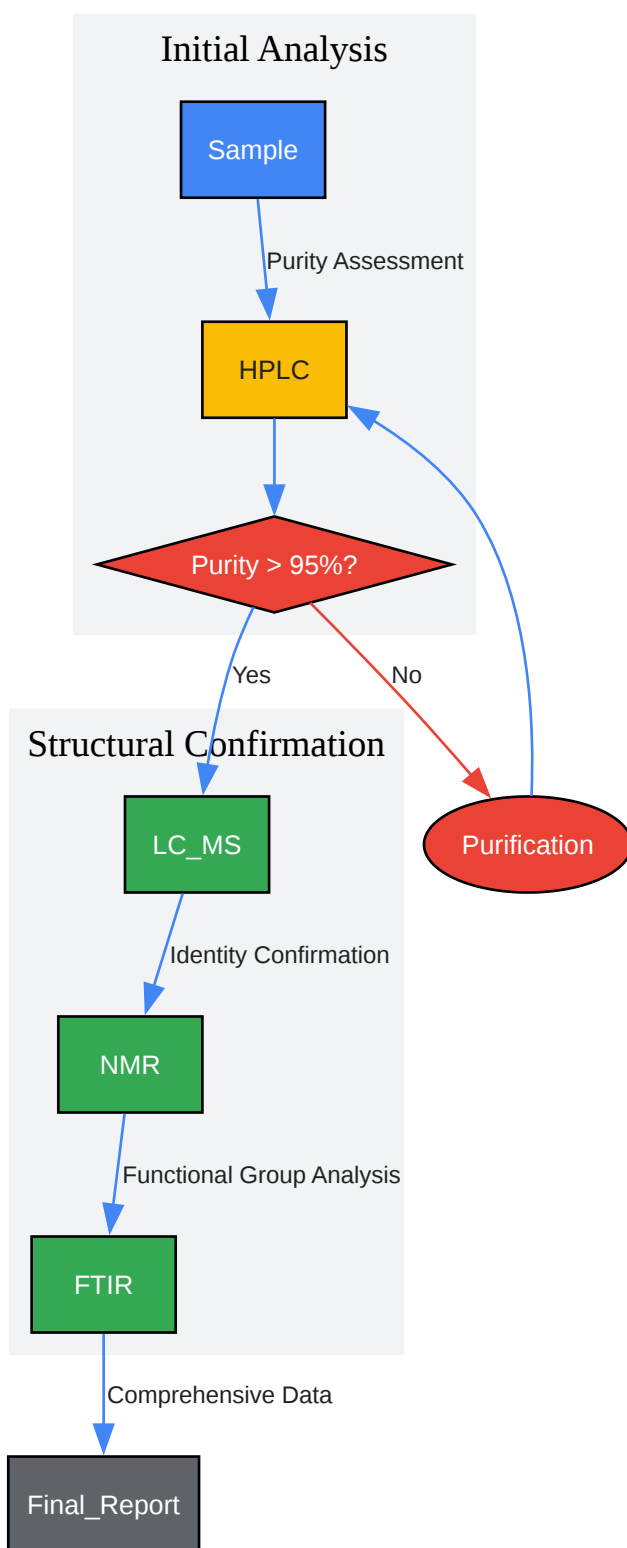 Initial Analysis
Sample
Purity Assessment
HPLC
Purity > 95%?
Yes
No
Structural Confirmation
LC_MS
Purification
Identity Confirmation
NMR
Functional Group Analysis
FTIR
Comprehensive Data
Final_Report